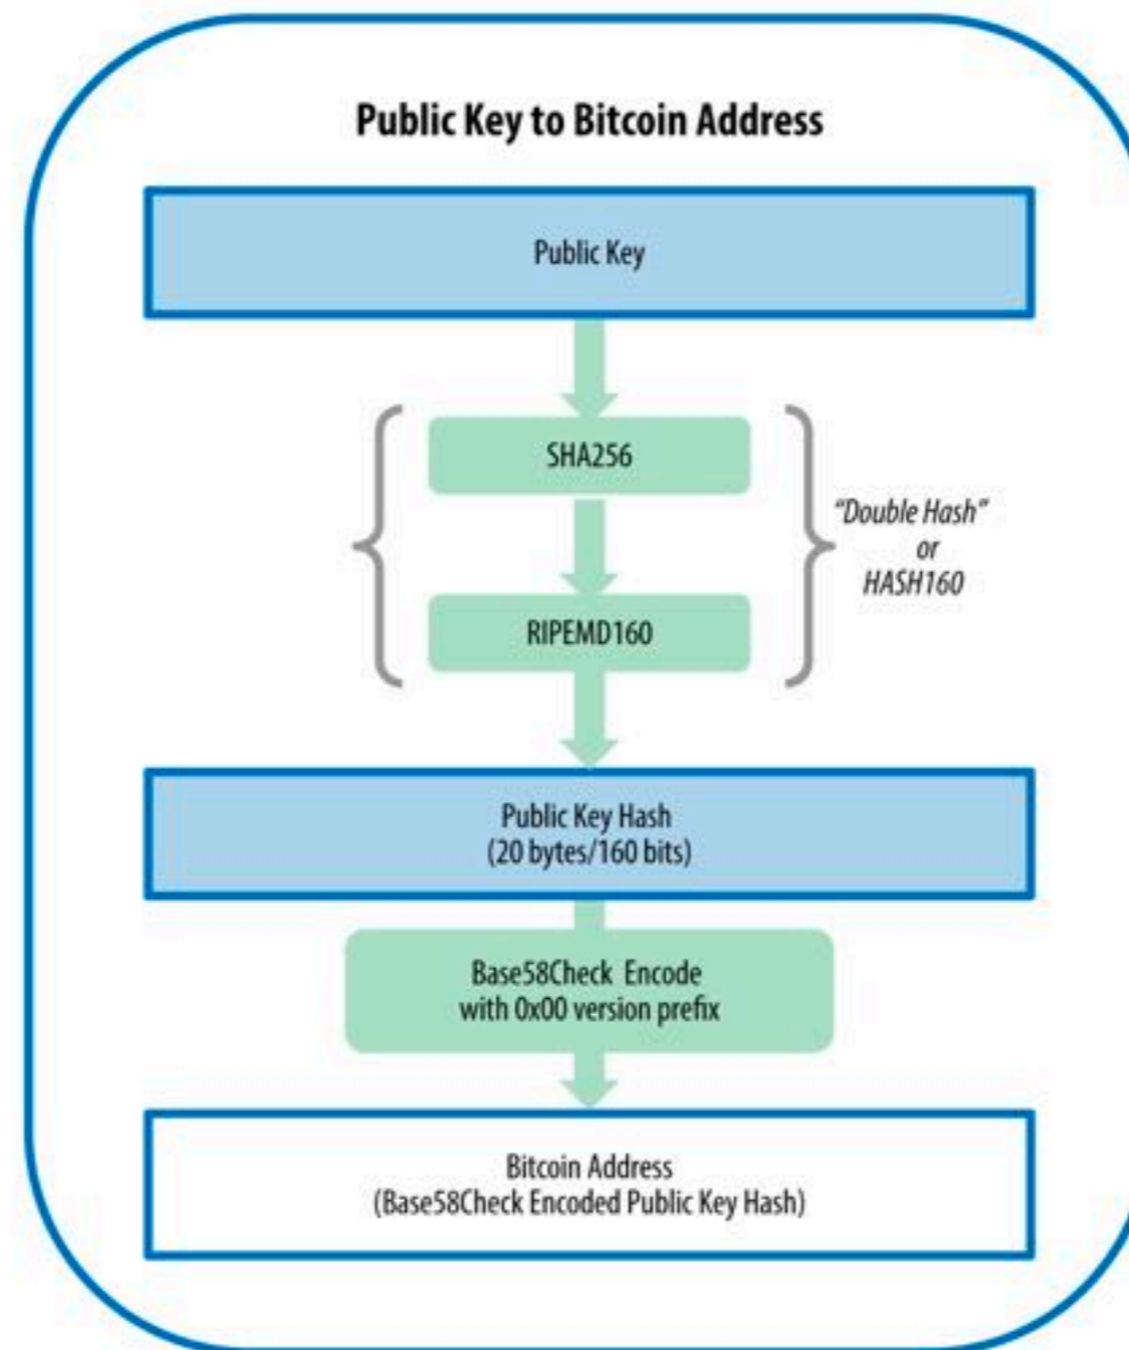 Public Key to Bitcoin Address
Public Key
SHA256
“Double Hash”
or
HASH160
RIPEMD160
Public Key Hash
(20 bytes/160 bits)
Base58Check Encode
with 0x00 version prefix
Bitcoin Address
(Base58Check Encoded Public Key Hash)